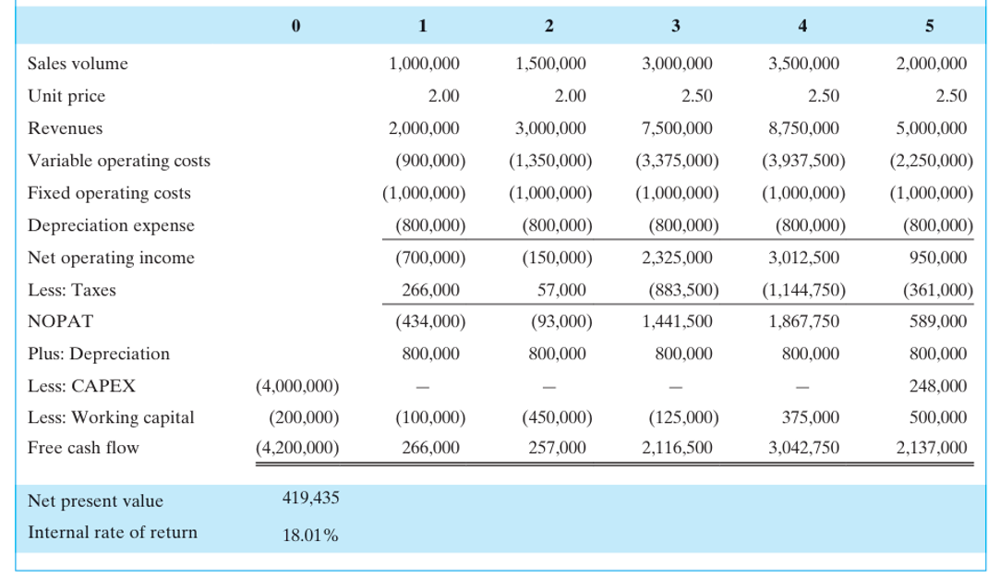 0 1 2 3 4 5
Sales volume 1,000,000 1,500,000 3,000,000 3,500,000 2,000,000
Unit price 2.00 2.00 2.50 2.50 2.50
Revenues 2,000,000 3,000,000 7,500,000 8,750,000 5,000,000
Variable operating costs (900,000) (1,350,000) (3,375,000) (3,937,500) (2,250,000)
Fixed operating costs (1,000,000) (1,000,000) (1,000,000) (1,000,000) (1,000,000)
Depreciation expense (800,000) (800,000) (800,000) (800,000) (800,000)
Net operating income (700,000) (150,000) 2,325,000 3,012,500 950,000
Less: Taxes 266,000 57,000 (883,500) (1,144,750) (361,000)
NOPAT (434,000) (93,000) 1,441,500 1,867,750 589,000
Plus: Depreciation 800,000 800,000 800,000 800,000 800,000
Less: CAPEX (4,000,000) – – – – 248,000
Less: Working capital (200,000) (100,000) (450,000) (125,000) 375,000 500,000
Free cash flow (4,200,000) 266,000 257,000 2,116,500 3,042,750 2,137,000
Net present value 419,435
Internal rate of return 18.01%